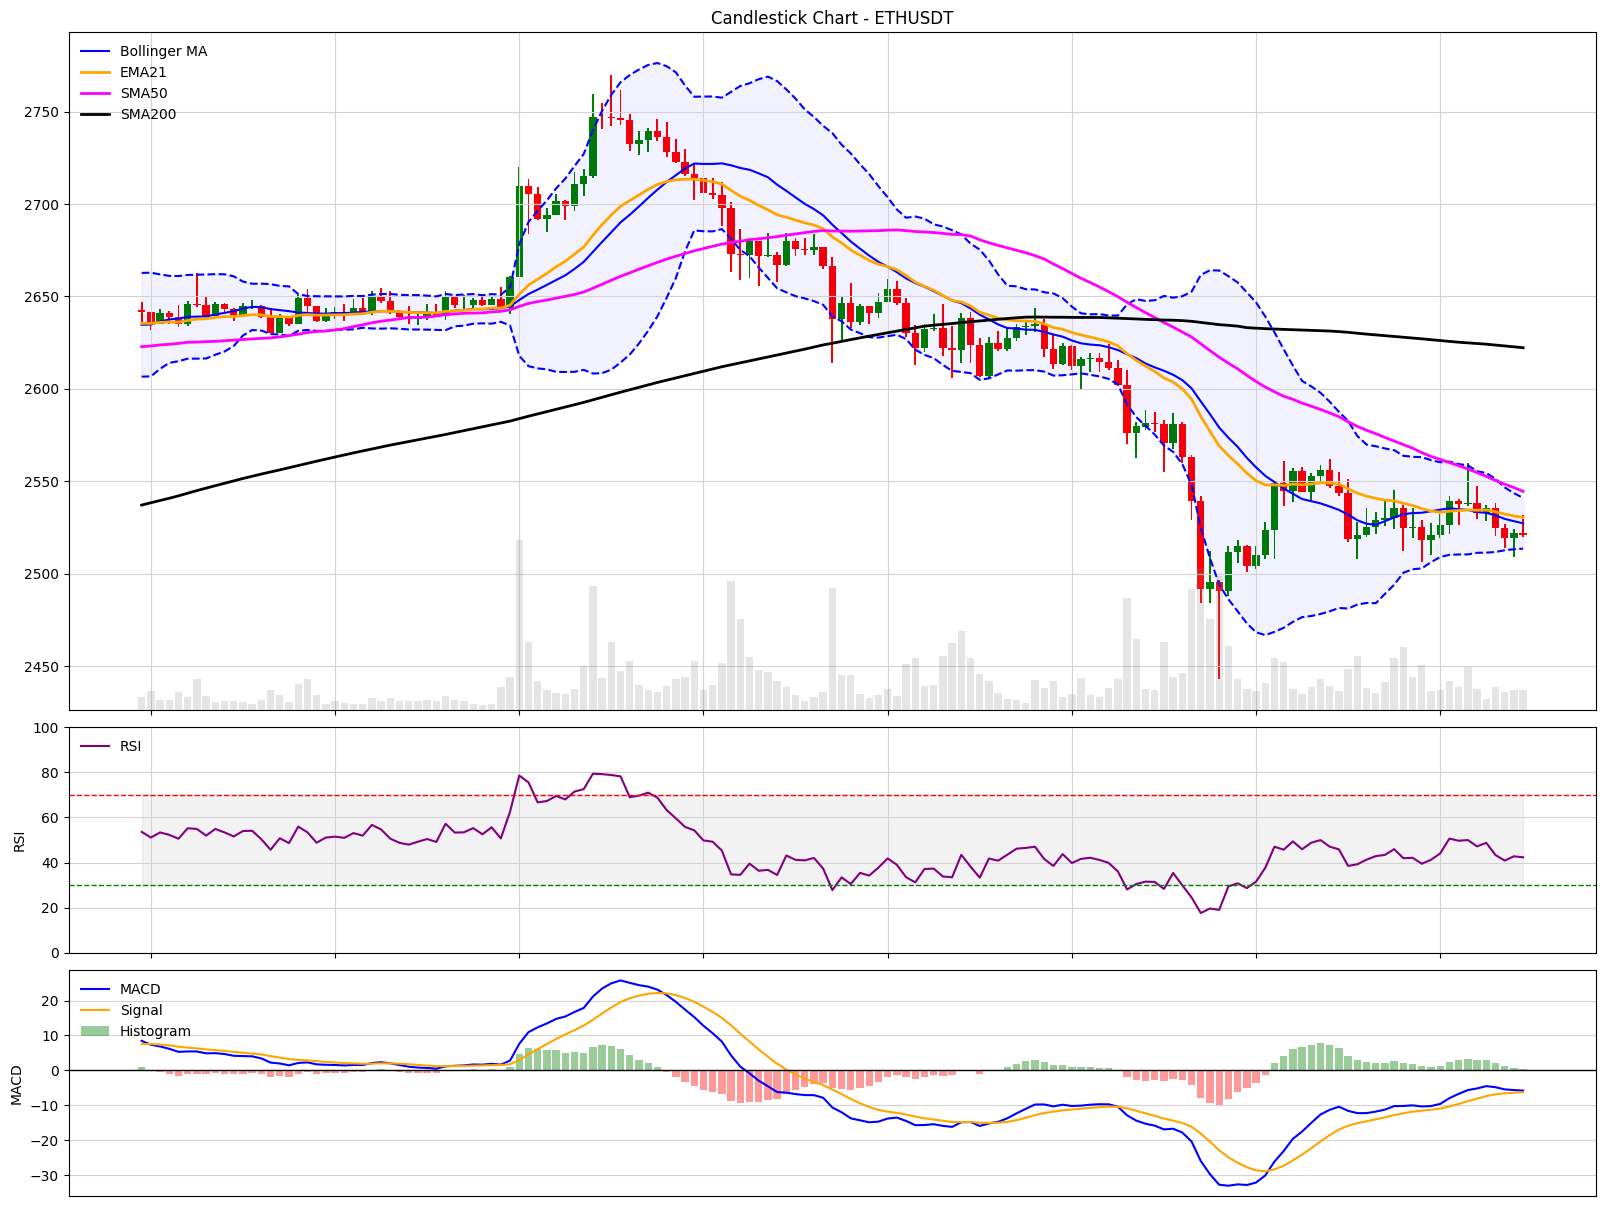 Candlestick Chart - ETHUSDT
Bollinger MA
EMA21
SMA50
SMA200
2750
2700
2650
2600
2550
2500
2450
RSI
RSI
100
80
60
40
20
0
MACD
Signal
Histogram
MACD
20
10
0
−10
−20
−30